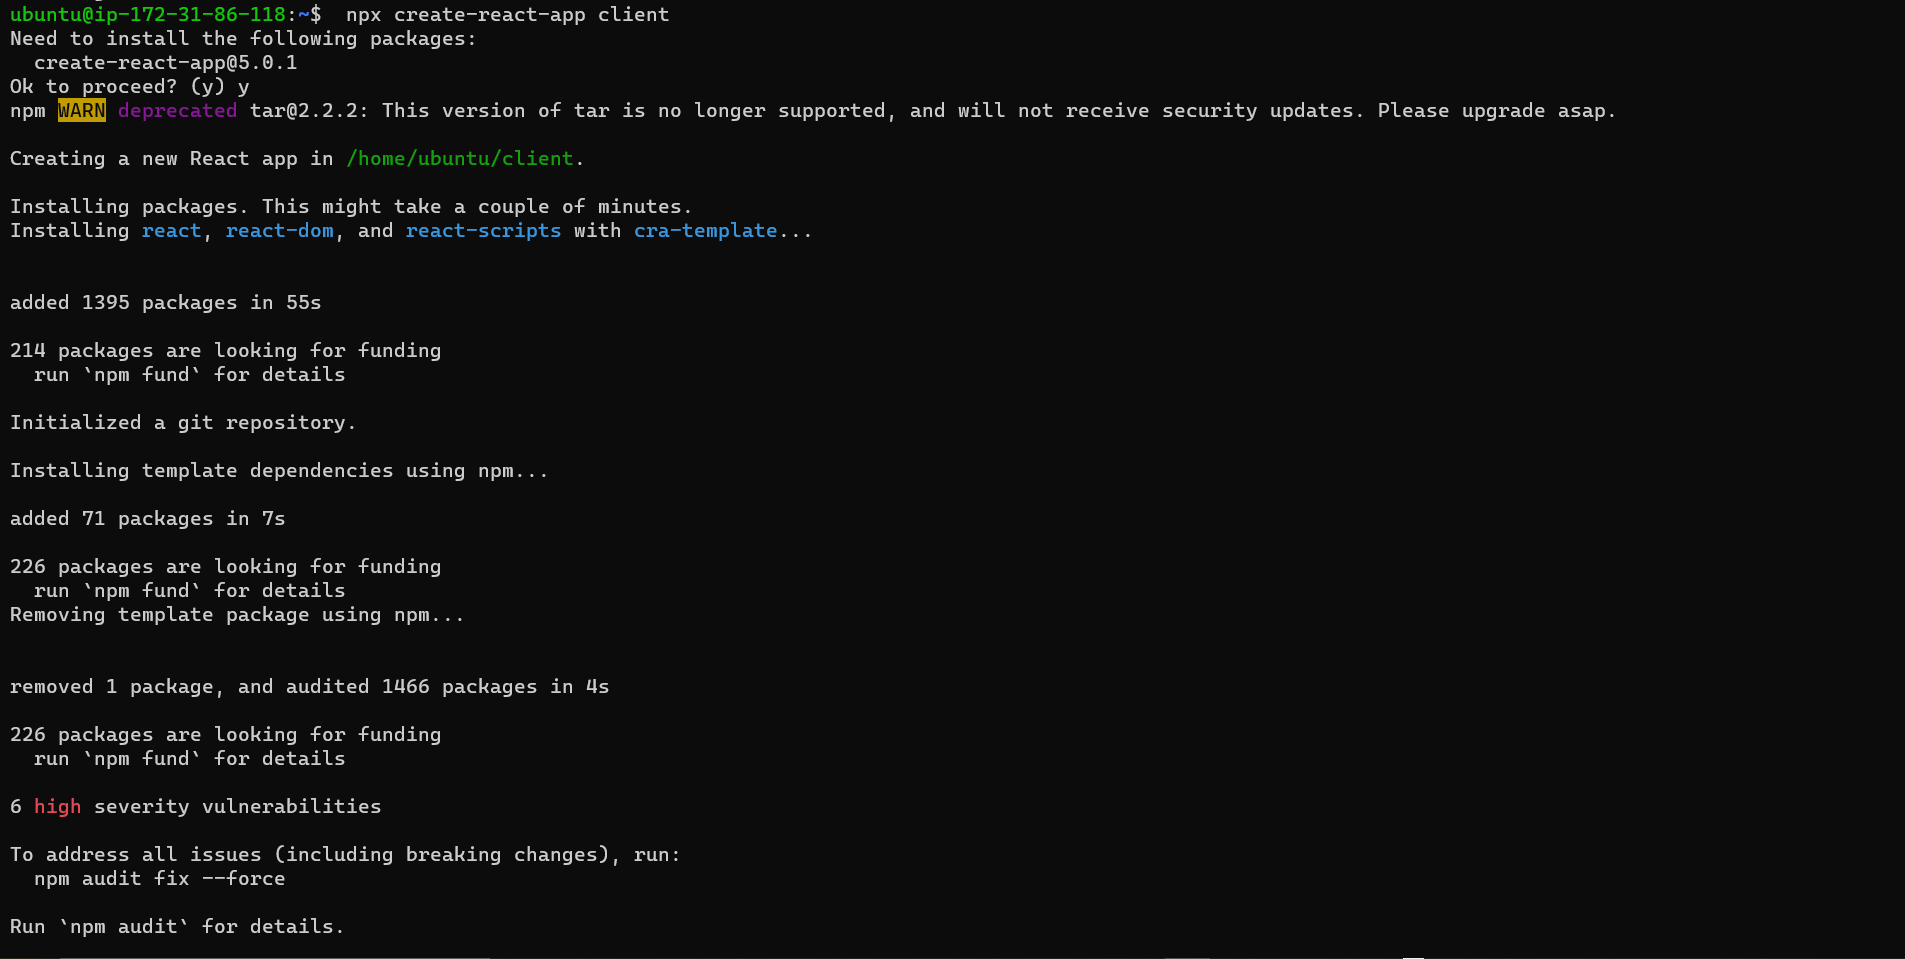 ubuntu@ip-172-31-86-118:~$  npx create-react-app client
Need to install the following packages:
  create-react-app@5.0.1
Ok to proceed? (y) y
npm WARN deprecated tar@2.2.2: This version of tar is no longer supported, and will not receive security updates. Please upgrade asap.
Creating a new React app in /home/ubuntu/client.
Installing packages. This might take a couple of minutes.
Installing react, react-dom, and react-scripts with cra-template...
added 1395 packages in 55s
214 packages are looking for funding
  run `npm fund` for details
Initialized a git repository.
Installing template dependencies using npm...
added 71 packages in 7s
226 packages are looking for funding
  run `npm fund` for details
Removing template package using npm...
removed 1 package, and audited 1466 packages in 4s
226 packages are looking for funding
  run `npm fund` for details
6 high severity vulnerabilities
To address all issues (including breaking changes), run:
  npm audit fix --force
Run `npm audit` for details.